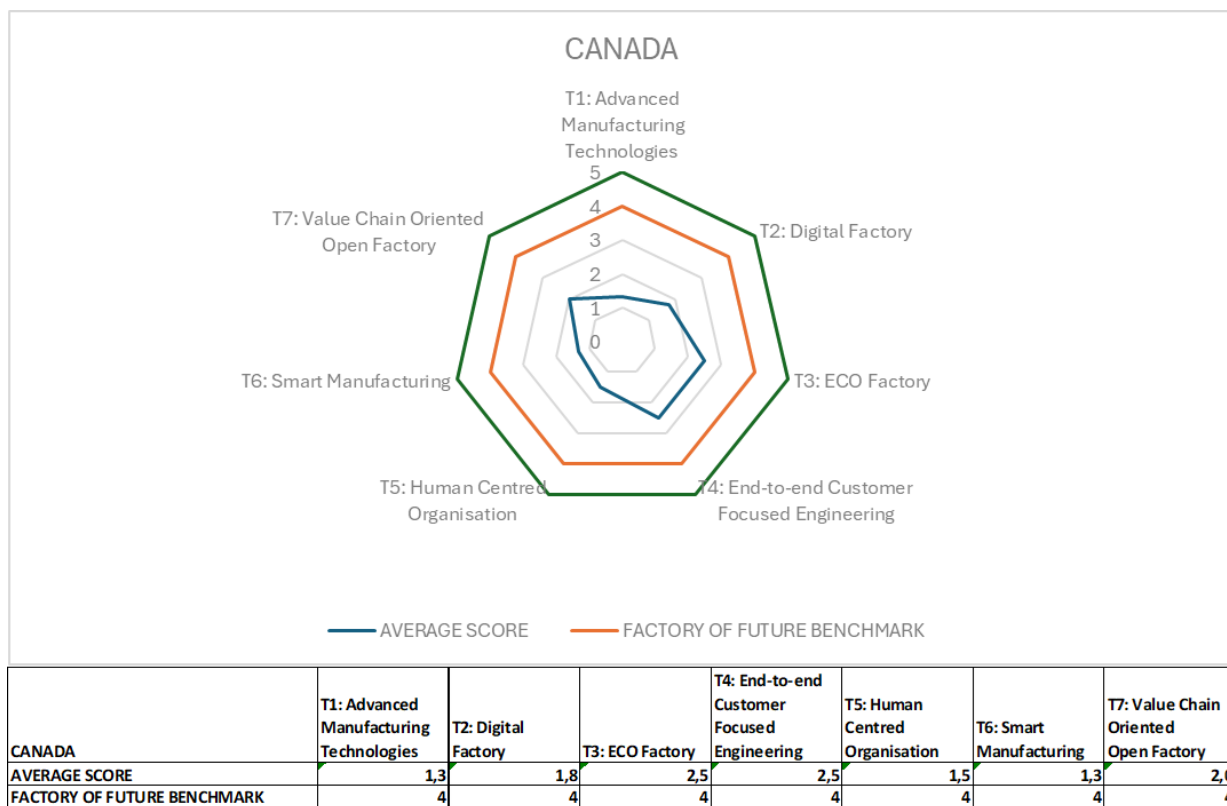 CANADA
T1: Advanced
Manufacturing
Technologies
5
4
3
2
1
0
T2: Digital Factory
T3: ECO Factory
T4: End-to-end Customer
Focused Engineering
T5: Human Centred
Organisation
T6: Smart Manufacturing
T7: Value Chain Oriented
Open Factory
AVERAGE SCORE FACTORY OF FUTURE BENCHMARK
CANADA
T1: Advanced
Manufacturing
Technologies
T2: Digital
Factory
T3: ECO Factory
T4: End-to-end
Customer
Focused
Engineering
T5: Human
Centred
Organisation
T6: Smart
Manufacturing
T7: Value Chain
Oriented
Open Factory
AVERAGE SCORE 1,3 1,8 2,5 2,5 1,5 1,3
FACTORY OF FUTURE BENCHMARK 4 4 4 4 4 4